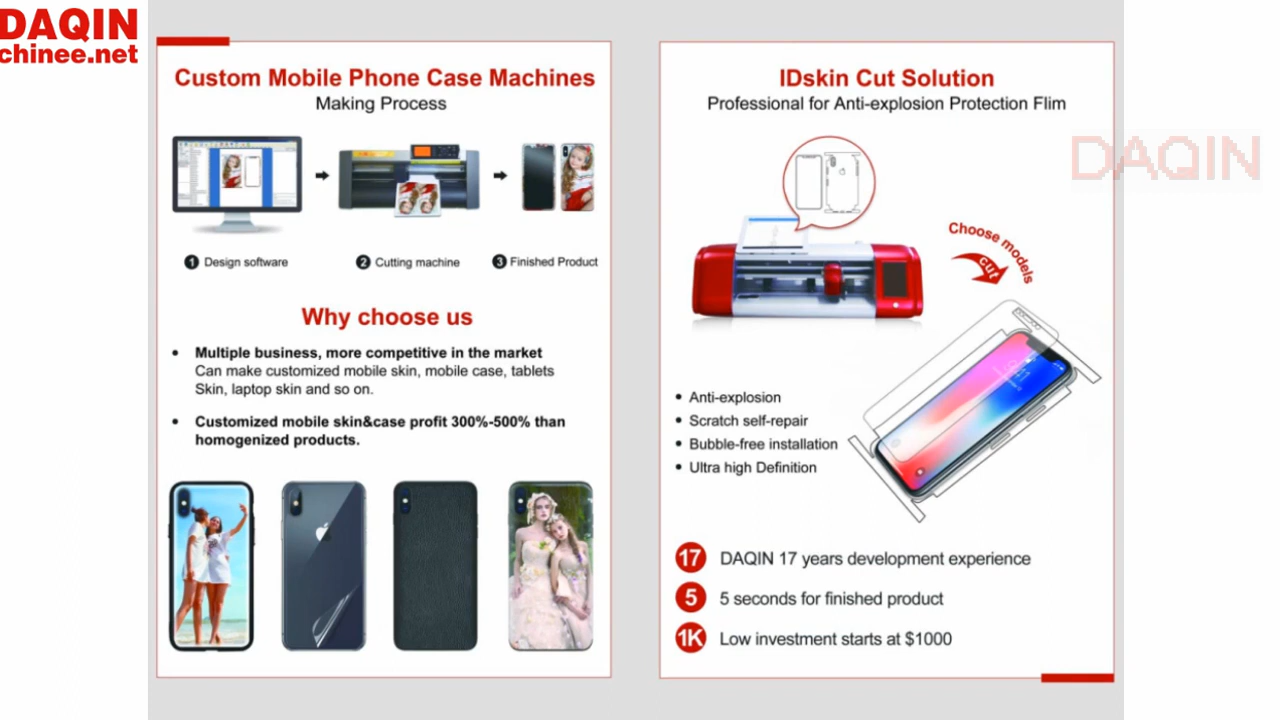 DAQIN
chinee.net
Custom Mobile Phone Case Machines
Making Process
1 Design software
2 Cutting machine
3 Finished Product
Why choose us
• Multiple business, more competitive in the market
Can make customized mobile skin, mobile case, tablets
Skin, laptop skin and so on.
• Customized mobile skin&case profit 300%-500% than
homogenized products.
IDskin Cut Solution
Professional for Anti-explosion Protection Flim
DAQIN
Choose models
cut
• Anti-explosion
• Scratch self-repair
• Bubble-free installation
• Ultra high Definition
17 DAQIN 17 years development experience
5 5 seconds for finished product
1K Low investment starts at $1000